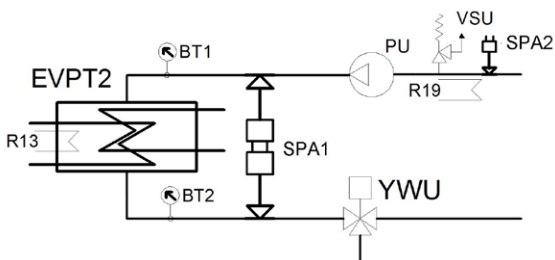 VSU
BT1
PU
SPA2
EVPT2
R19
R13
SPA1
BT2
YWU